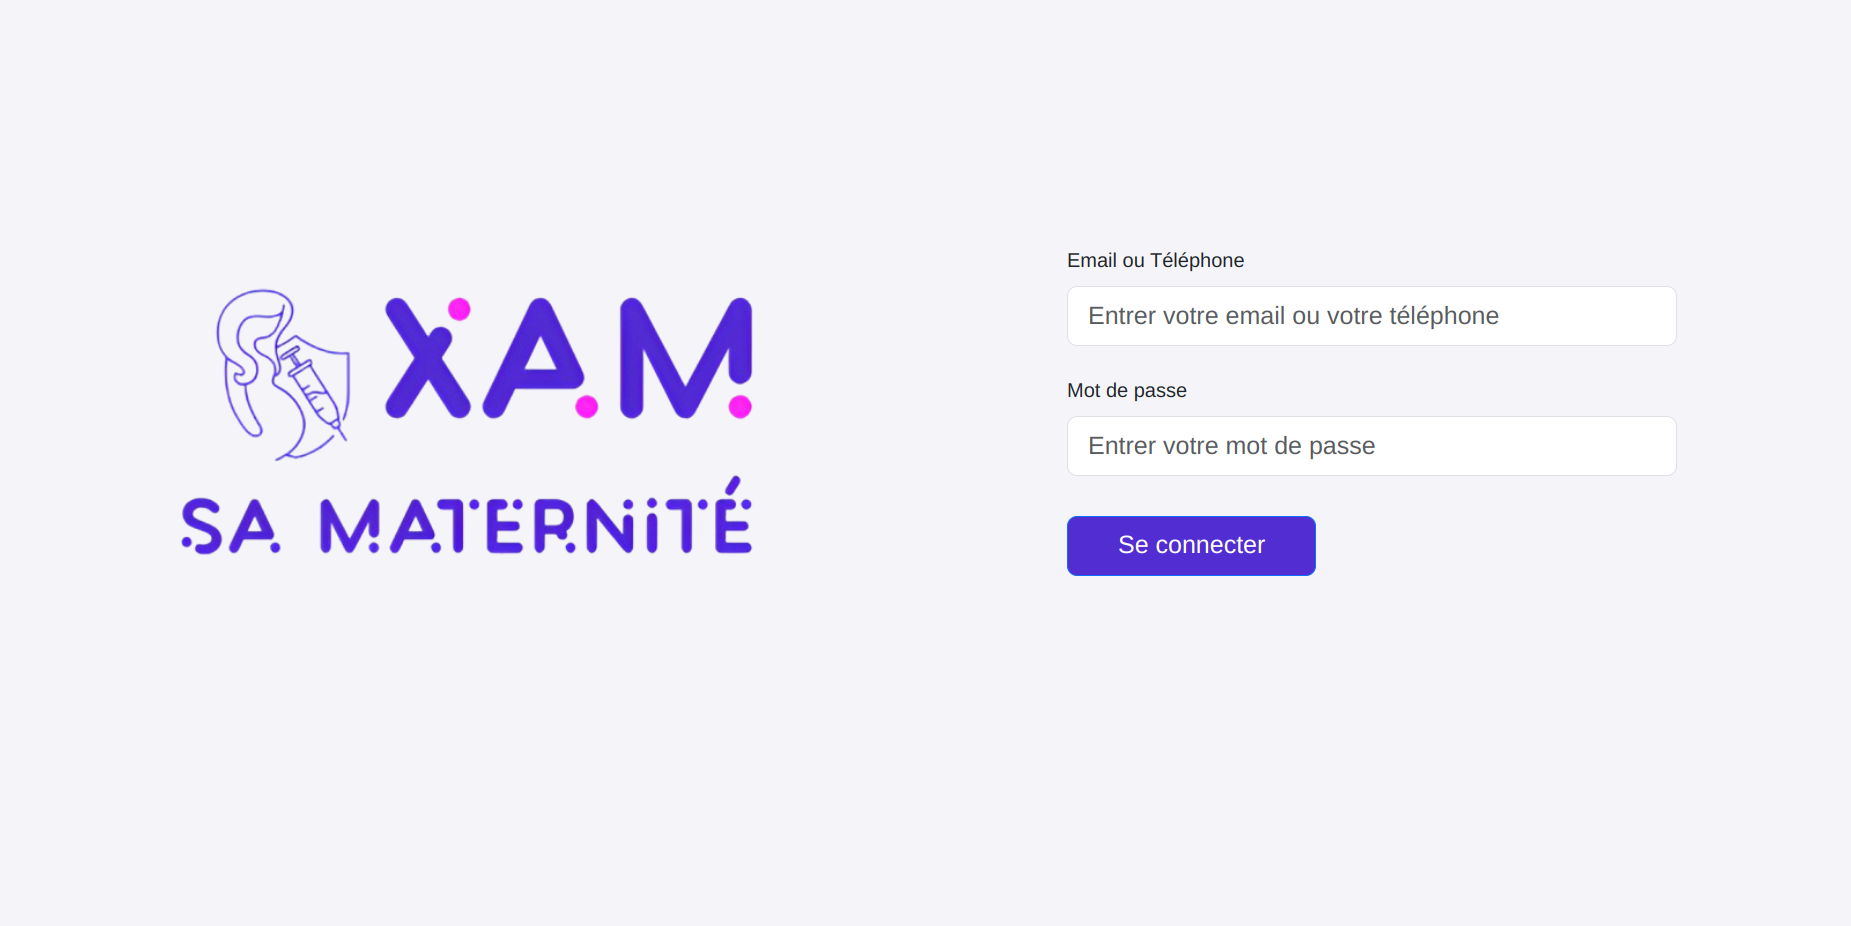 XAM
SA MATERNITÉ
Email ou Téléphone
Entrer votre email ou votre téléphone
Mot de passe
Entrer votre mot de passe
Se connecter